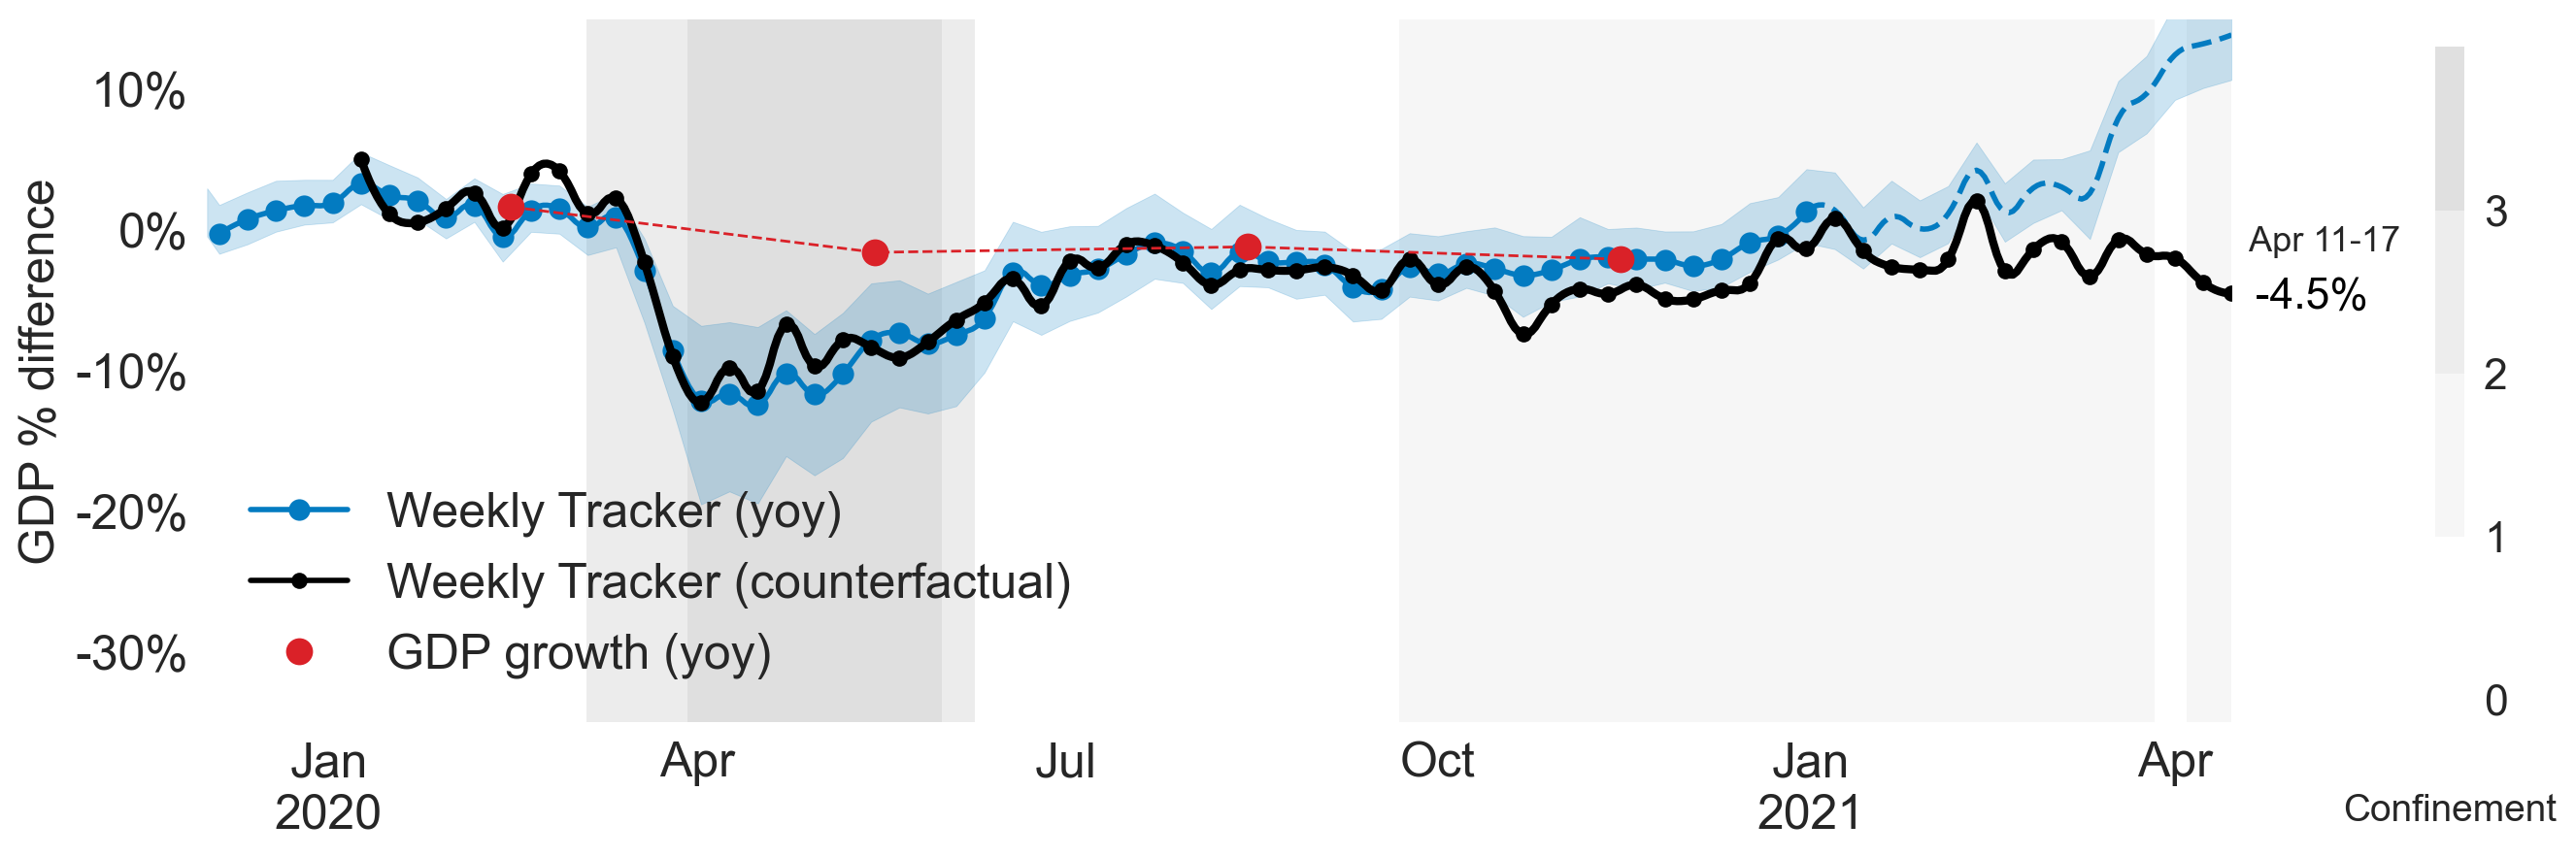 GDP % difference
10%
0%
-10%
-20%
-30%
Weekly Tracker (yoy)
Weekly Tracker (counterfactual)
GDP growth (yoy)
Jan
2020
Apr
Jul
Oct
Jan
2021
Apr
Apr 11-17
-4.5%
3
2
1
0
Confinement